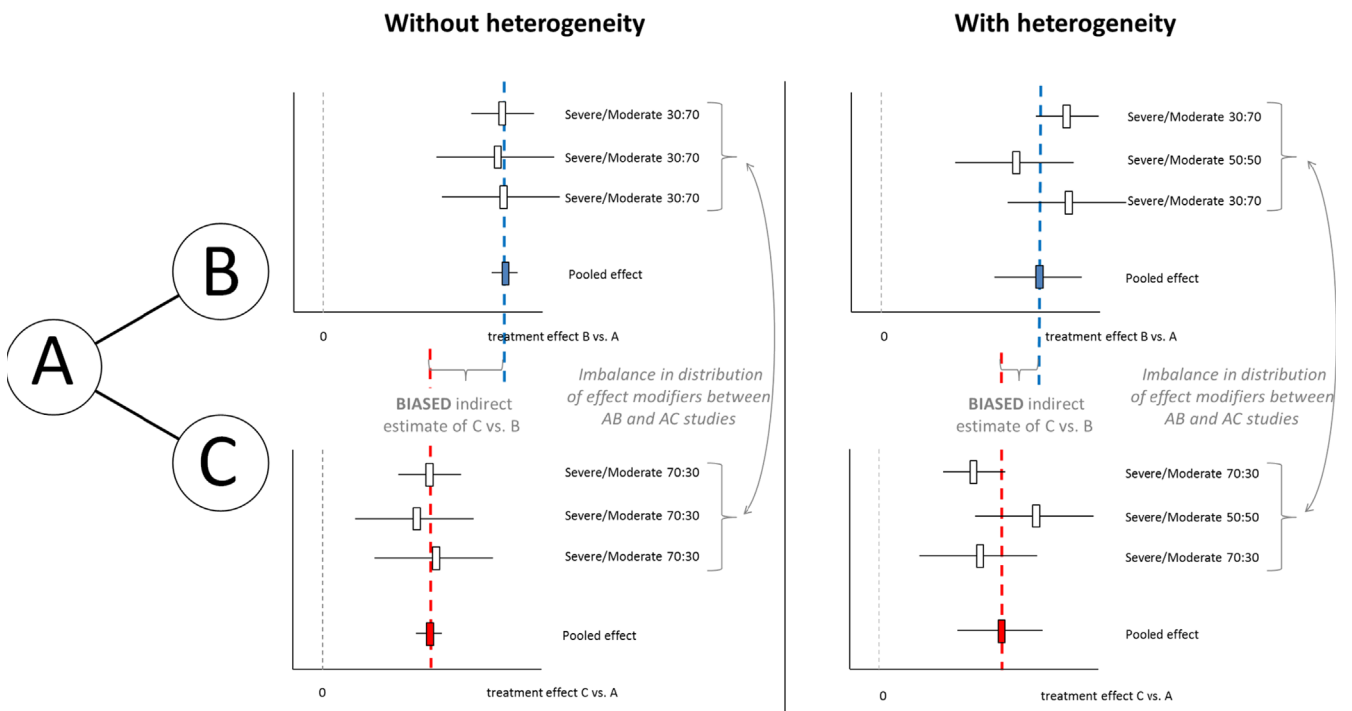 Without heterogeneity
Severe/Moderate 30:70
Severe/Moderate 30:70
Severe/Moderate 30:70
Pooled effect
0
treatment effect B vs. A
B
A
C
BIASED indirect
estimate of C vs. B
Imbalance in distribution
of effect modifiers between
AB and AC studies
Severe/Moderate 70:30
Severe/Moderate 70:30
Severe/Moderate 70:30
Pooled effect
0
treatment effect C vs. A
With heterogeneity
Severe/Moderate 30:70
Severe/Moderate 50:50
Severe/Moderate 30:70
Pooled effect
0
treatment effect B vs. A
BIASED indirect
estimate of C vs. B
Imbalance in distribution
of effect modifiers between
AB and AC studies
Severe/Moderate 70:30
Severe/Moderate 50:50
Severe/Moderate 70:30
Pooled effect
0
treatment effect C vs. A